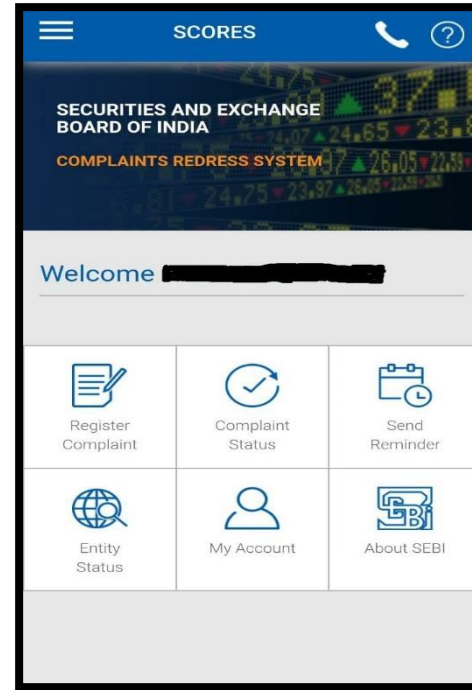 SCORES
SECURITIES AND EXCHANGE
BOARD OF INDIA
COMPLAINTS REDRESS SYSTEM
Welcome
Register
Complaint
Complaint
Status
Send
Reminder
Entity
Status
My Account
About SEBI